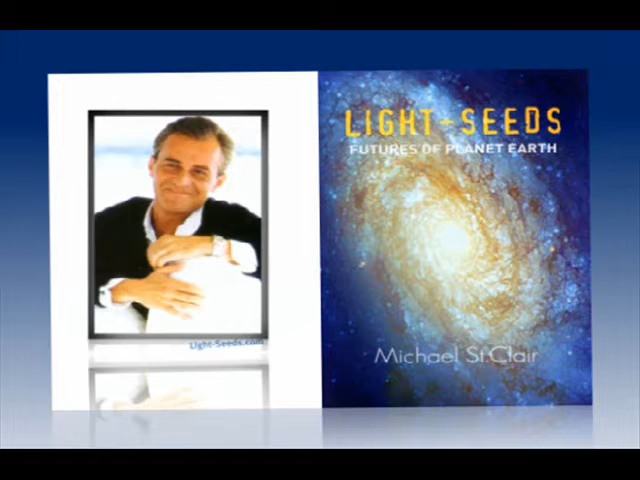 Light-Seeds.com
LIGHT-SEEDS
FUTURES OF PLANET EARTH
Michael St.Clair